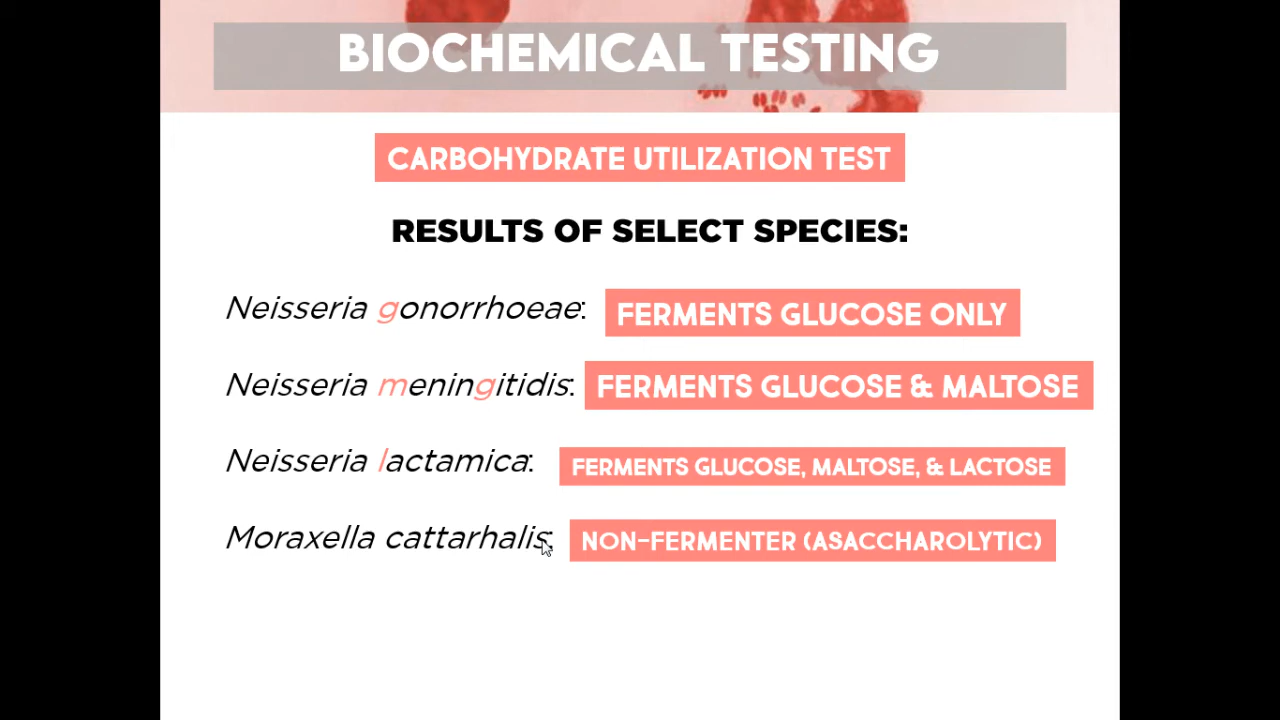 BIOCHEMICAL TESTING
CARBOHYDRATE UTILIZATION TEST
RESULTS OF SELECT SPECIES:
Neisseria gonorrhoeae: FERMENTS GLUCOSE ONLY
Neisseria meningitidis: FERMENTS GLUCOSE & MALTOSE
Neisseria lactamica: FERMENTS GLUCOSE, MALTOSE, & LACTOSE
Moraxella cattarhalis: NON-FERMENTER (ASACCHAROLYTIC)